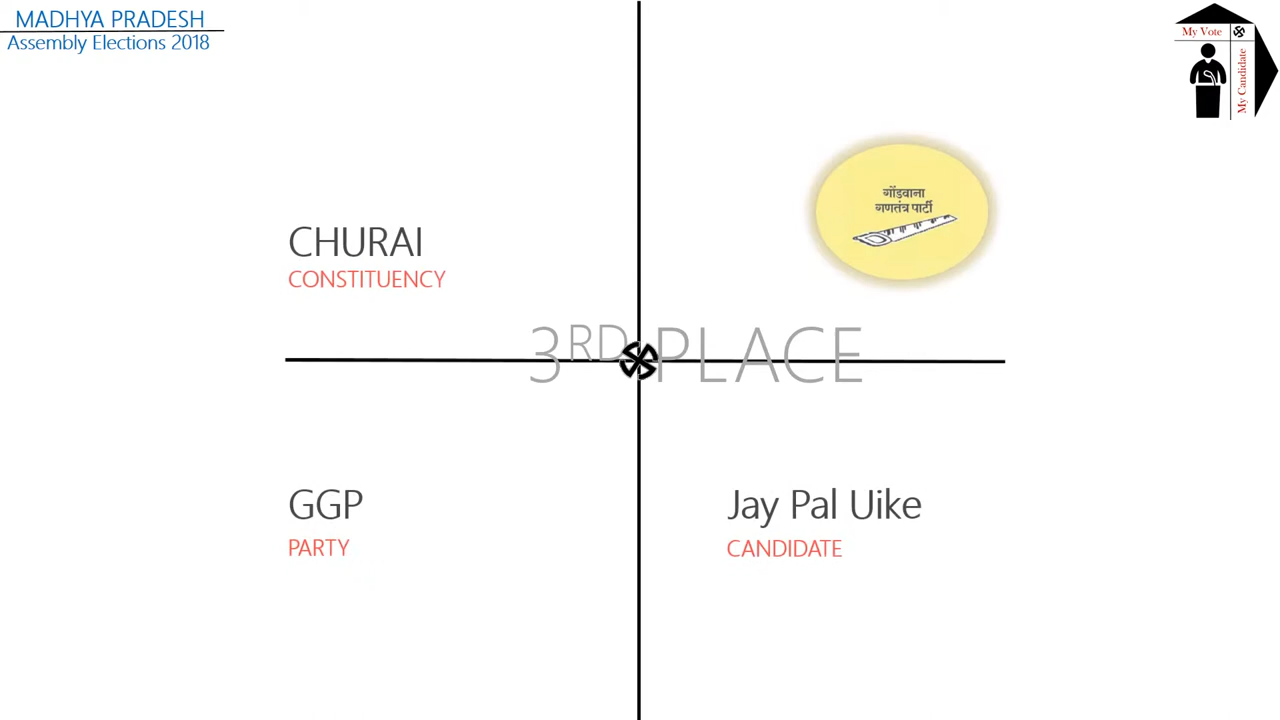 MADHYA PRADESH
Assembly Elections 2018
My Vote
My Candidate
गोंडवाना
गणतंत्र पार्टी
CHURAI
CONSTITUENCY
3RD PLACE
GGP
PARTY
Jay Pal Uike
CANDIDATE